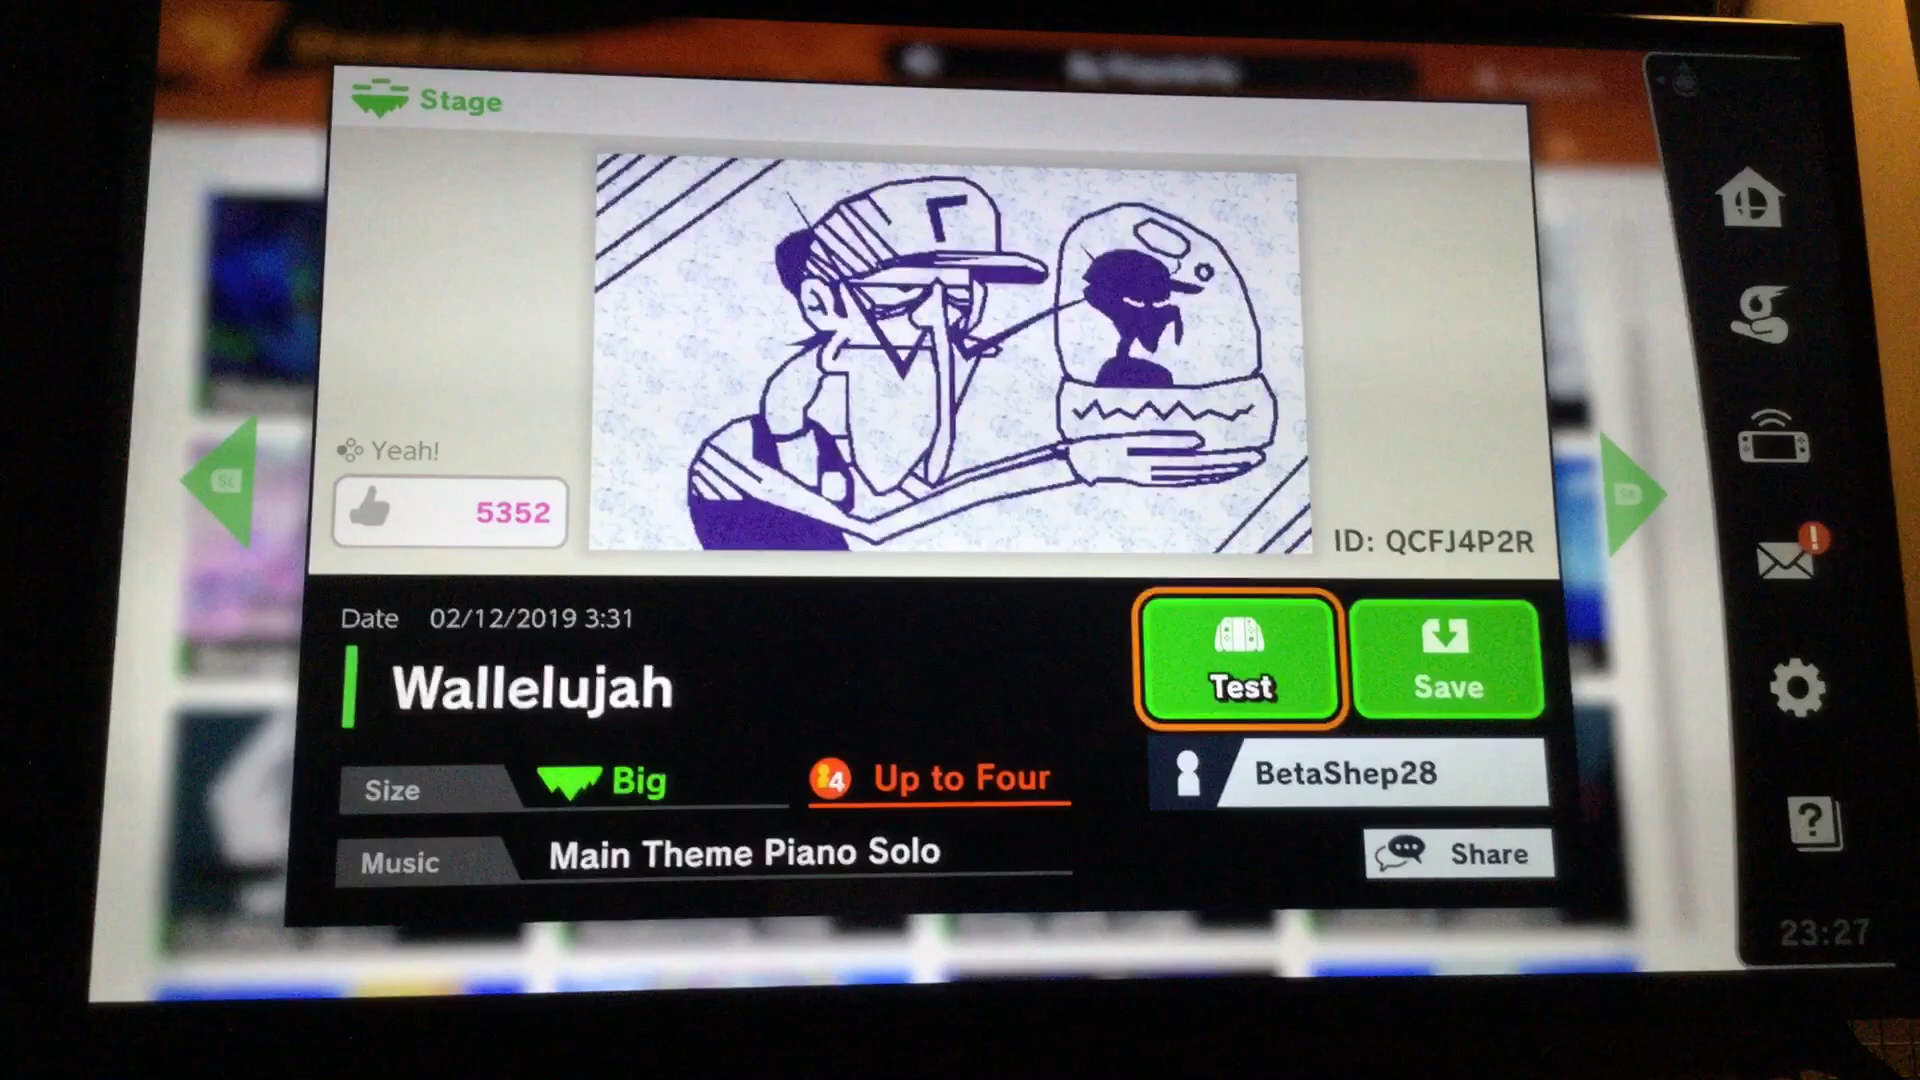 Stage
Yeah!
5352
ID: QCFJ4P2R
Date 02/12/2019 3:31
Wallelujah
Test
Save
Size Big 4 Up to Four
BetaShep28
Music Main Theme Piano Solo
Share
23:27